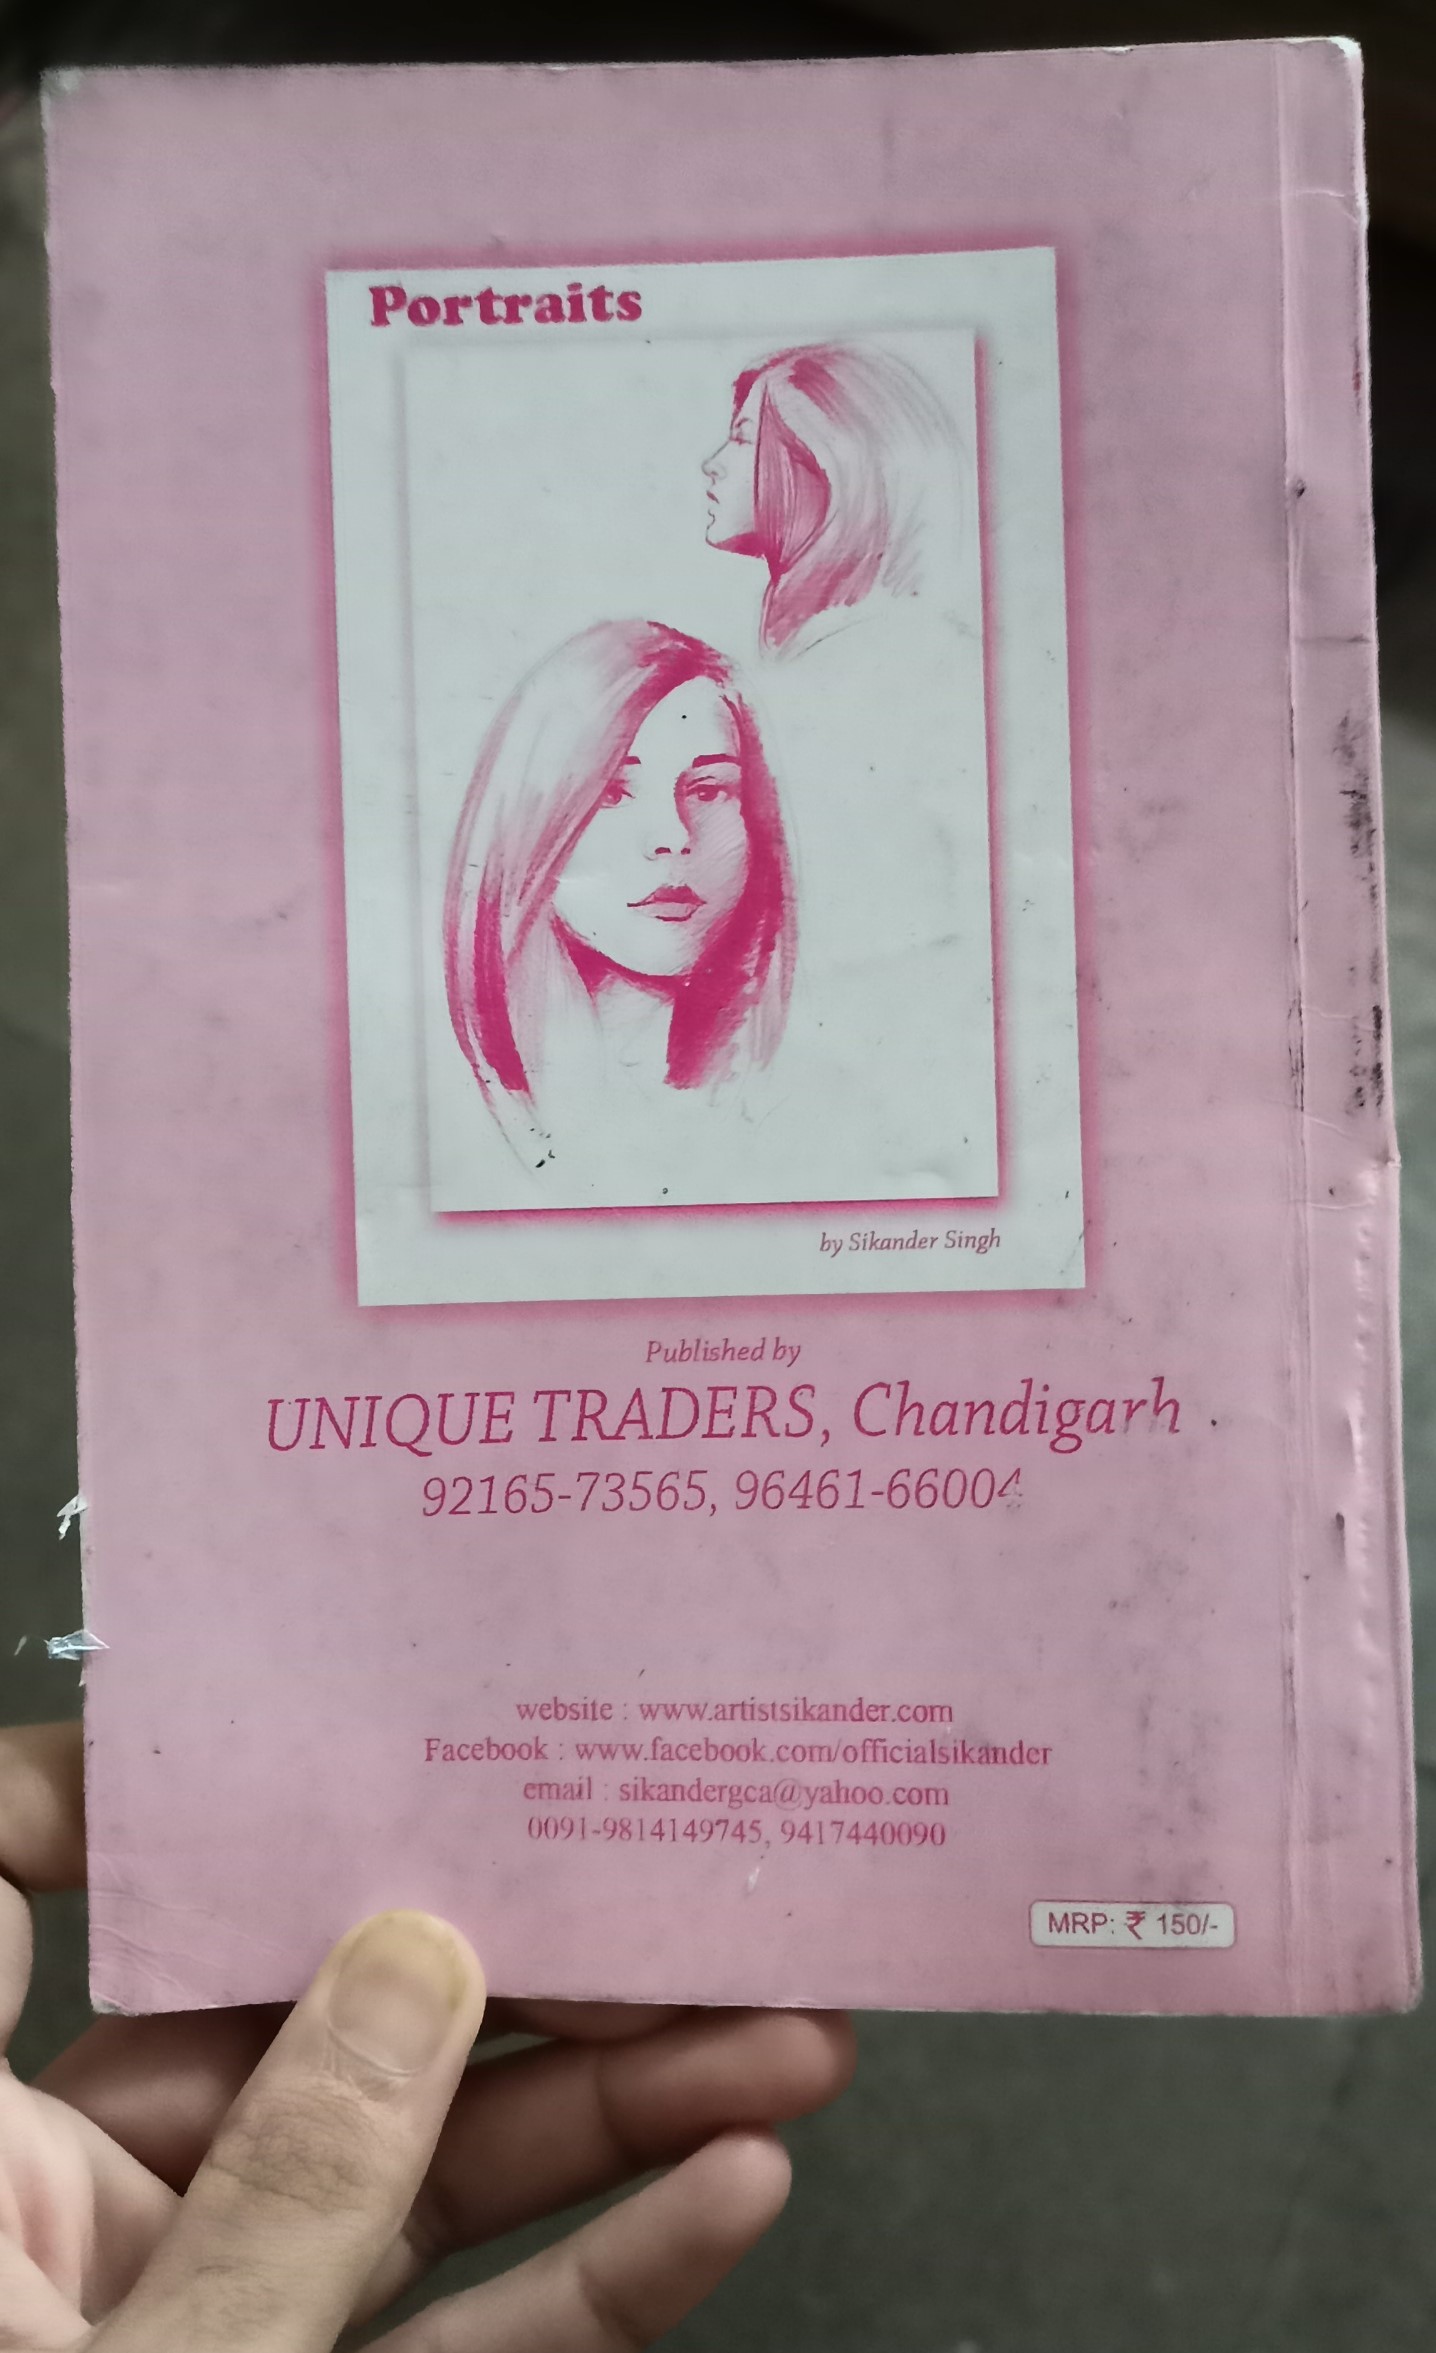 Portraits
by Sikander Singh
Published by
UNIQUE TRADERS, Chandigarh
92165-73565, 96461-66004
website : www.artistsikander.com
Facebook : www.facebook.com/officialsikander
email : sikandergca@yahoo.com
0091-9814149745, 9417440090
MRP: ₹ 150/-